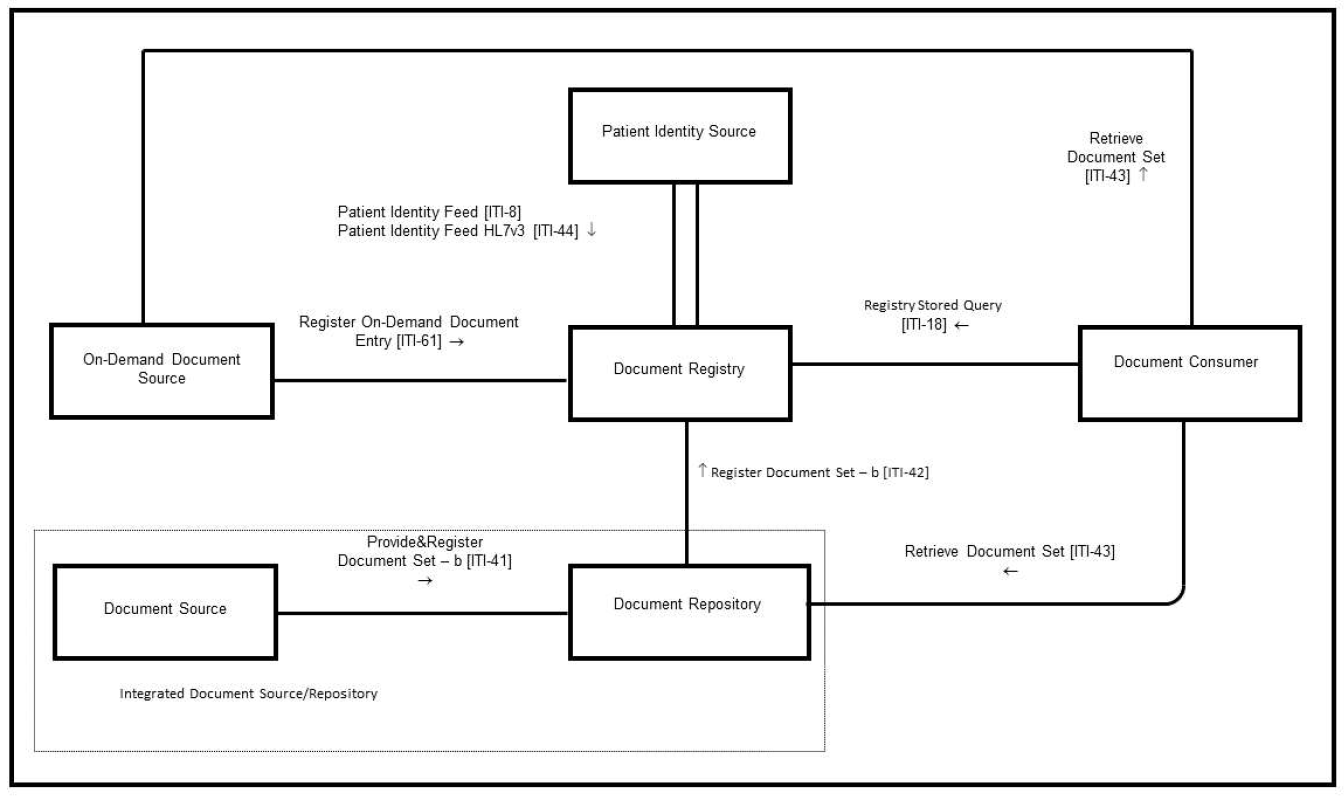 Patient Identity Source
Retrieve
Document Set
[ITI-43] ↑
Patient Identity Feed [ITI-8]
Patient Identity Feed HL7v3 [ITI-44] ↓
Register On-Demand Document
Entry [ITI-61] →
Registry Stored Query
[ITI-18] ←
On-Demand Document
Source
Document Registry
Document Consumer
↑ Register Document Set – b [ITI-42]
Provide&Register
Document Set – b [ITI-41]
→
Retrieve Document Set [ITI-43]
←
Document Source
Document Repository
Integrated Document Source/Repository